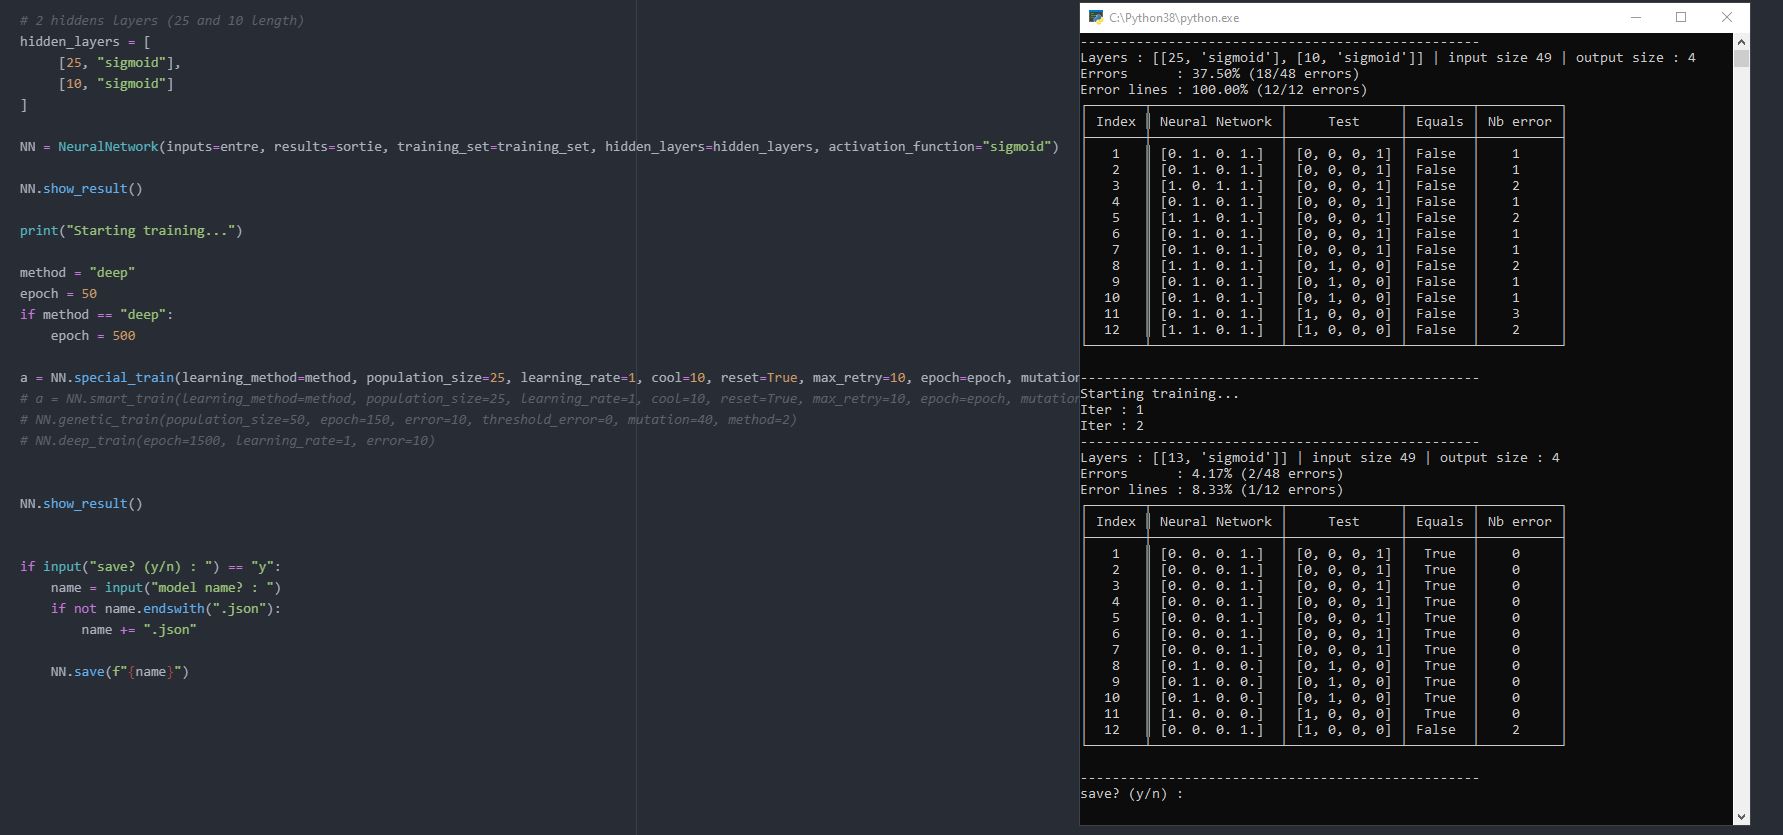 # 2 hiddens layers (25 and 10 length)
hidden_layers = [
[25, "sigmoid"],
[10, "sigmoid"]
]
NN = NeuralNetwork(inputs=entre, results=sortie, training_set=training_set, hidden_layers=hidden_layers, activation_function="sigmoid")
NN.show_result()
print("Starting training...")
method = "deep"
epoch = 50
if method == "deep":
epoch = 500
a = NN.special_train(learning_method=method, population_size=25, learning_rate=1, cool=10, reset=True, max_retry=10, epoch=epoch, mutation
# a = NN.smart_train(learning_method=method, population_size=25, learning_rate=1, cool=10, reset=True, max_retry=10, epoch=epoch, mutation
# NN.genetic_train(population_size=50, epoch=150, error=10, threshold_error=0, mutation=40, method=2)
# NN.deep_train(epoch=1500, learning_rate=1, error=10)
NN.show_result()
if input("save? (y/n) : ") == "y":
name = input("model name? : ")
if not name.endswith(".json"):
name += ".json"
NN.save(f"{name}")
C:\Python38\python.exe
--------------------------------------------------
Layers : [[25, 'sigmoid'], [10, 'sigmoid']] | input size 49 | output size : 4
Errors      : 37.50% (18/48 errors)
Error lines : 100.00% (12/12 errors)
Index Neural Network Test Equals Nb error
1 [0. 1. 0. 1.] [0, 0, 0, 1] False 1
2 [0. 1. 0. 1.] [0, 0, 0, 1] False 1
3 [1. 0. 1. 1.] [0, 0, 0, 1] False 2
4 [0. 1. 0. 1.] [0, 0, 0, 1] False 1
5 [1. 1. 0. 1.] [0, 0, 0, 1] False 2
6 [0. 1. 0. 1.] [0, 0, 0, 1] False 1
7 [0. 1. 0. 1.] [0, 0, 0, 1] False 1
8 [1. 1. 0. 1.] [0, 1, 0, 0] False 2
9 [0. 1. 0. 1.] [0, 1, 0, 0] False 1
10 [0. 1. 0. 1.] [0, 1, 0, 0] False 1
11 [0. 1. 0. 1.] [1, 0, 0, 0] False 3
12 [1. 1. 0. 1.] [1, 0, 0, 0] False 2
--------------------------------------------------
Starting training...
Iter : 1
Iter : 2
--------------------------------------------------
Layers : [[13, 'sigmoid']] | input size 49 | output size : 4
Errors      : 4.17% (2/48 errors)
Error lines : 8.33% (1/12 errors)
Index Neural Network Test Equals Nb error
1 [0. 0. 0. 1.] [0, 0, 0, 1] True 0
2 [0. 0. 0. 1.] [0, 0, 0, 1] True 0
3 [0. 0. 0. 1.] [0, 0, 0, 1] True 0
4 [0. 0. 0. 1.] [0, 0, 0, 1] True 0
5 [0. 0. 0. 1.] [0, 0, 0, 1] True 0
6 [0. 0. 0. 1.] [0, 0, 0, 1] True 0
7 [0. 0. 0. 1.] [0, 0, 0, 1] True 0
8 [0. 1. 0. 0.] [0, 1, 0, 0] True 0
9 [0. 1. 0. 0.] [0, 1, 0, 0] True 0
10 [0. 1. 0. 0.] [0, 1, 0, 0] True 0
11 [1. 0. 0. 0.] [1, 0, 0, 0] True 0
12 [0. 0. 0. 1.] [1, 0, 0, 0] False 2
--------------------------------------------------
save? (y/n) :